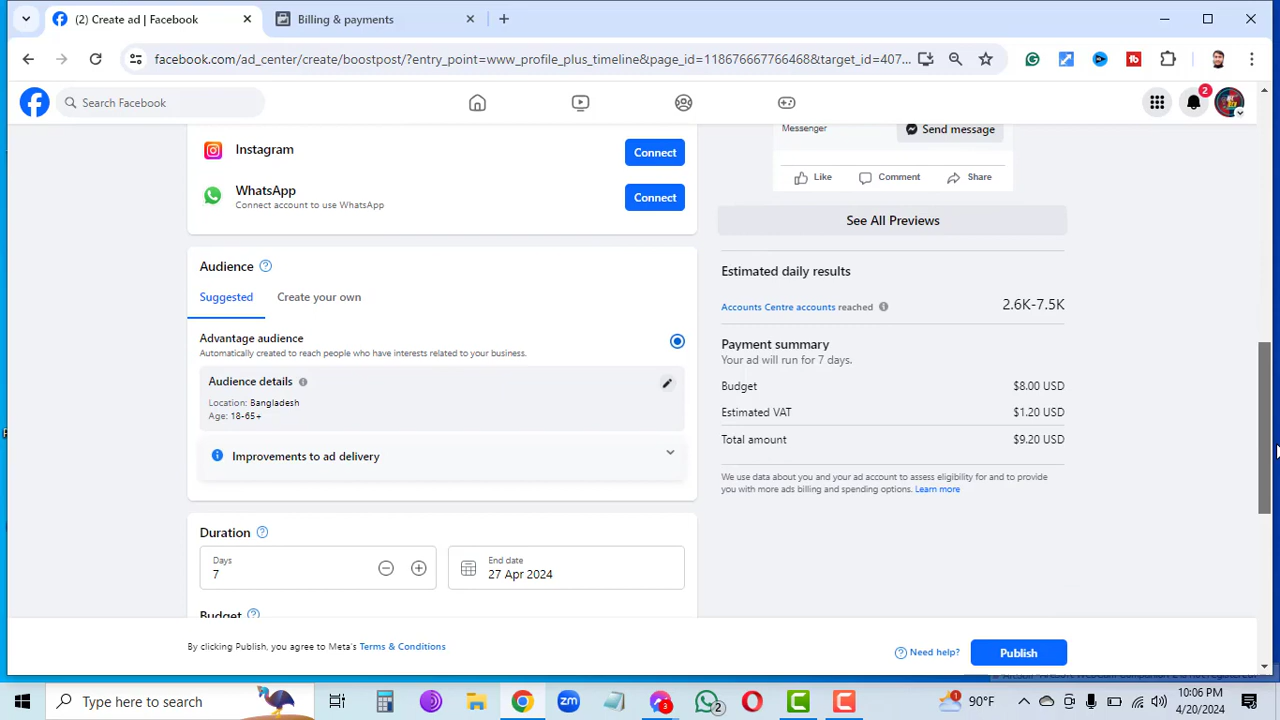 (2) Create ad | Facebook
Billing & payments
facebook.com/ad_center/create/boostpost/?entry_point=www_profile_plus_timeline&page_id=118676667766468&target_id=407...
Search Facebook
2
Messenger
Send message
Like
Comment
Share
See All Previews
Instagram
Connect
WhatsApp
Connect account to use WhatsApp
Connect
Audience
Suggested
Create your own
Advantage audience
Automatically created to reach people who have interests related to your business.
Audience details
Location: Bangladesh
Age: 18-65+
Improvements to ad delivery
Duration
Days
7
End date
27 Apr 2024
Budget
Estimated daily results
Accounts Centre accounts reached
2.6K-7.5K
Payment summary
Your ad will run for 7 days.
Budget
$8.00 USD
Estimated VAT
$1.20 USD
Total amount
$9.20 USD
We use data about you and your ad account to assess eligibility for and to provide
you with more ads billing and spending options. Learn more
By clicking Publish, you agree to Meta's Terms & Conditions
Need help?
Publish
Type here to search
3
2
90°F
10:06 PM
4/20/2024